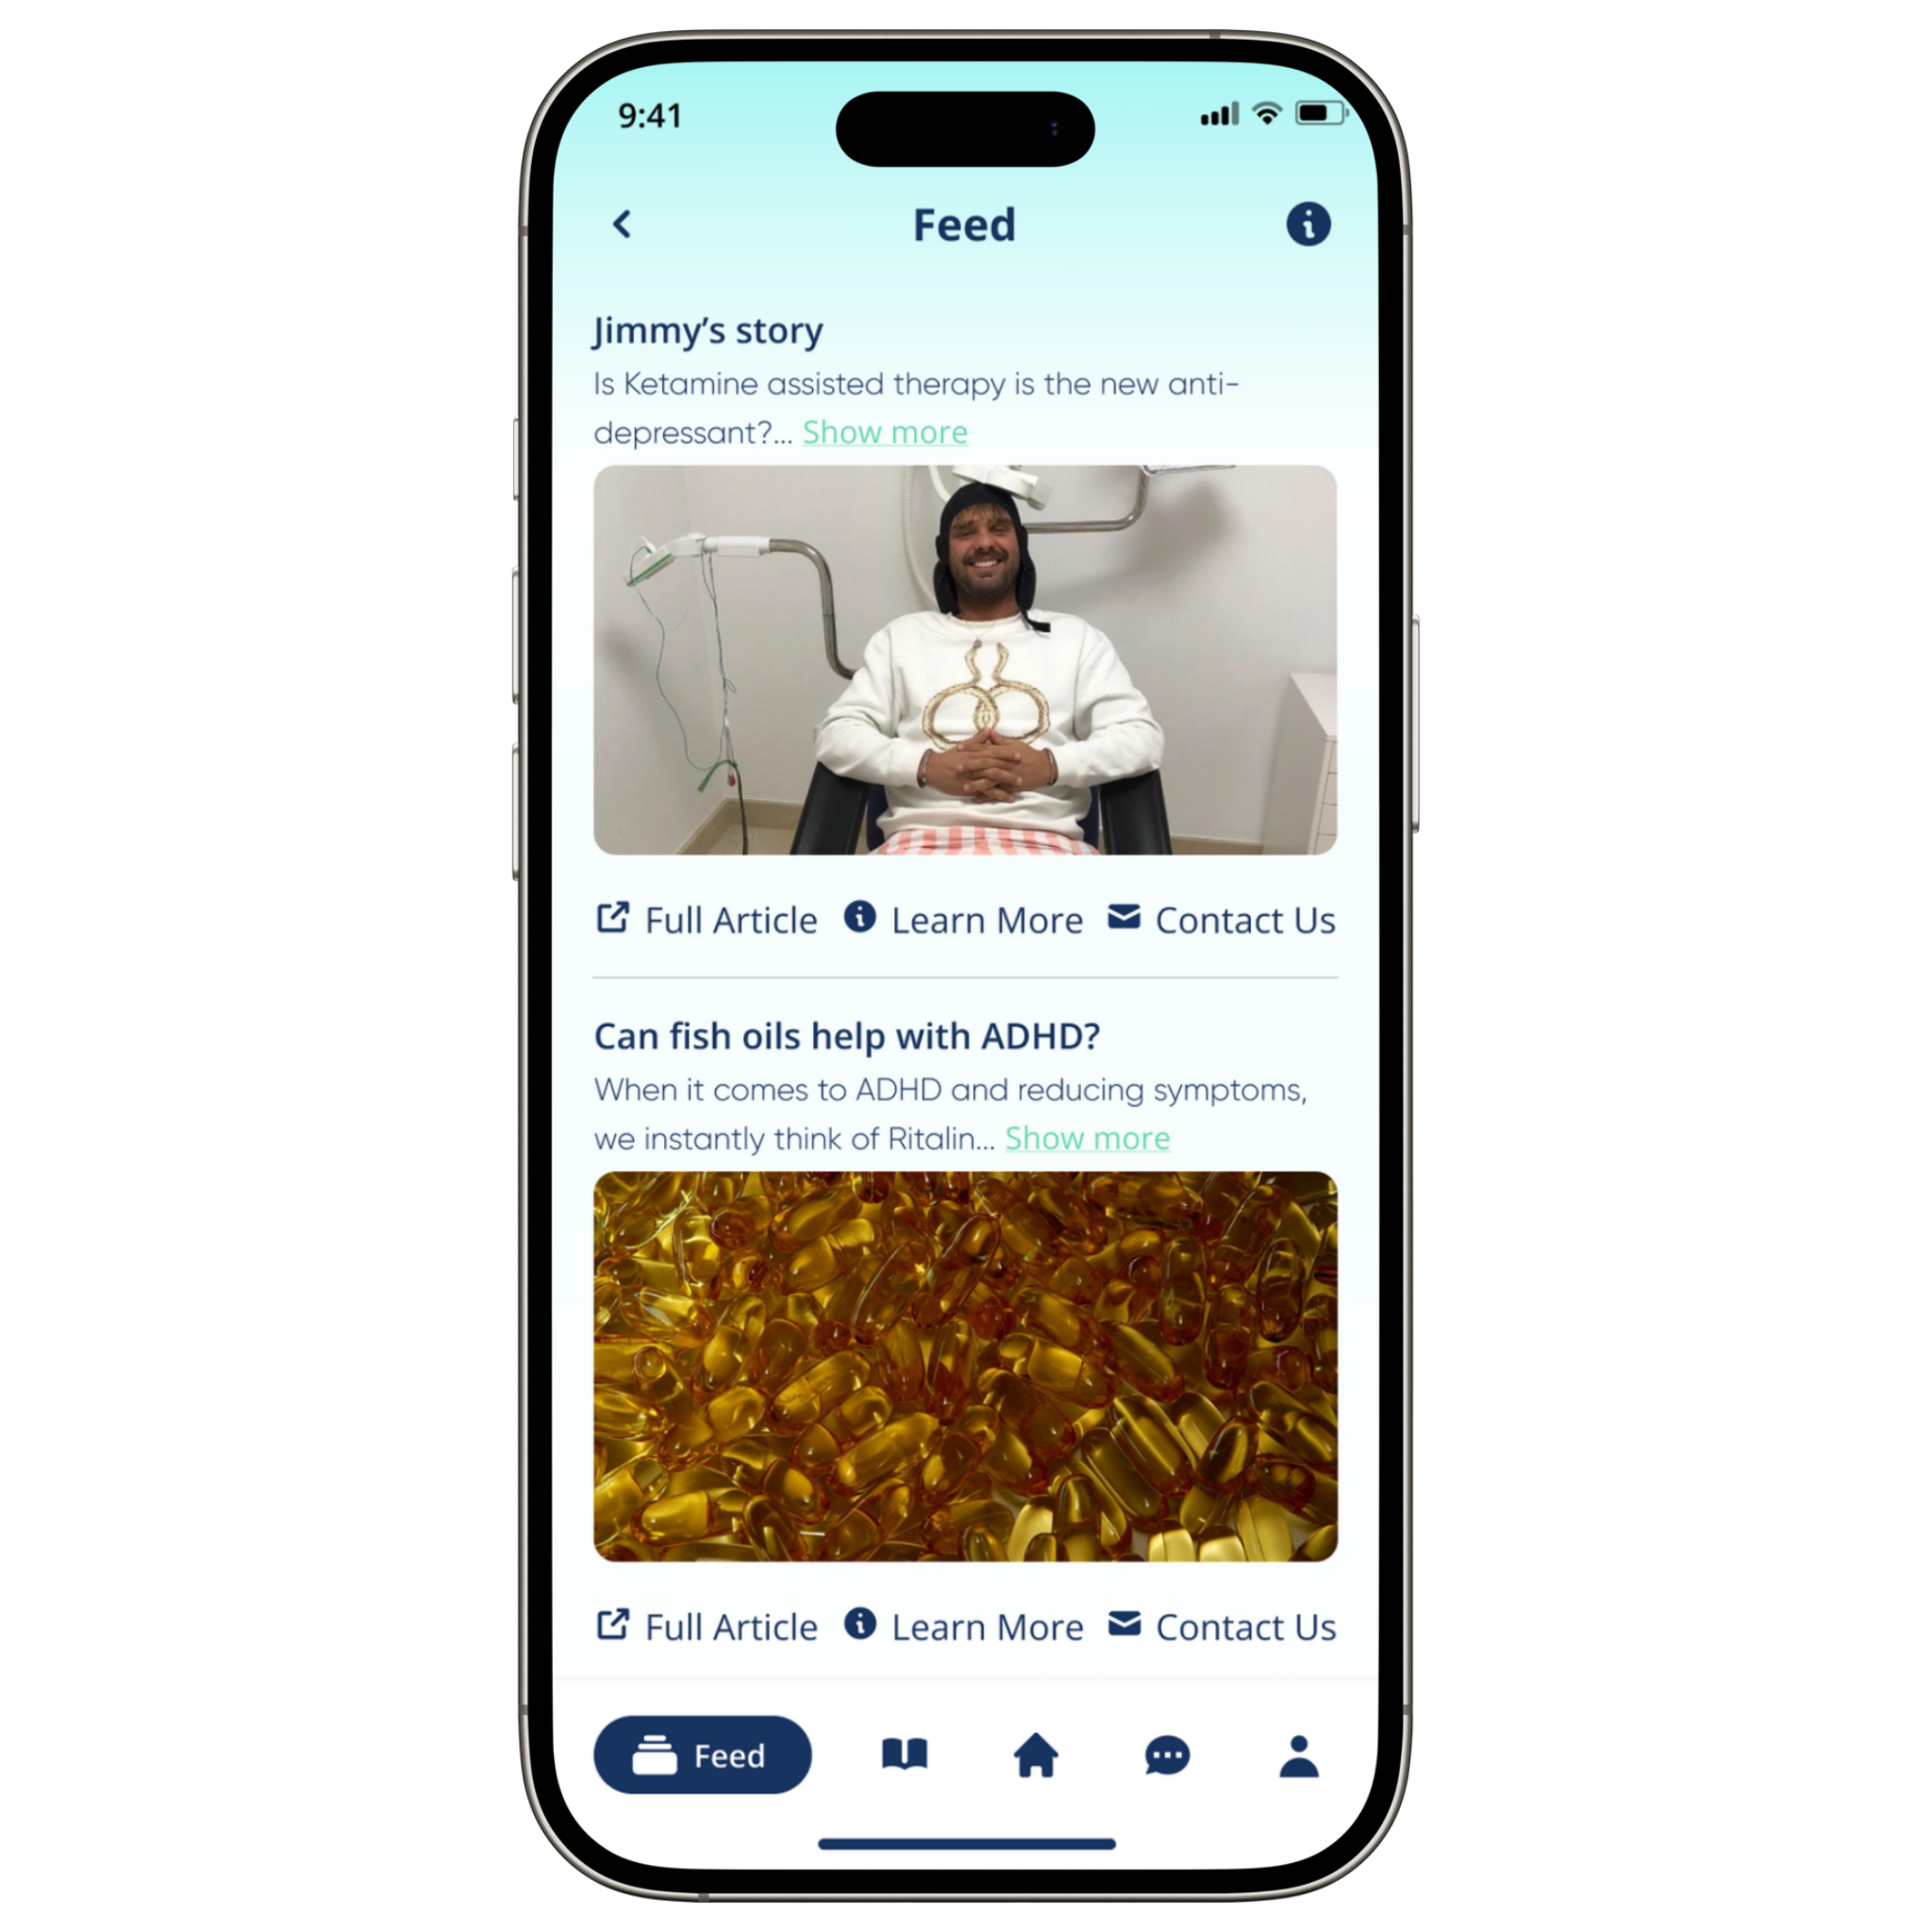 9:41
Feed
Jimmy’s story
Is Ketamine assisted therapy is the new anti-
depressant?... Show more
Full Article Learn More Contact Us
Can fish oils help with ADHD?
When it comes to ADHD and reducing symptoms,
we instantly think of Ritalin... Show more
Full Article Learn More Contact Us
Feed